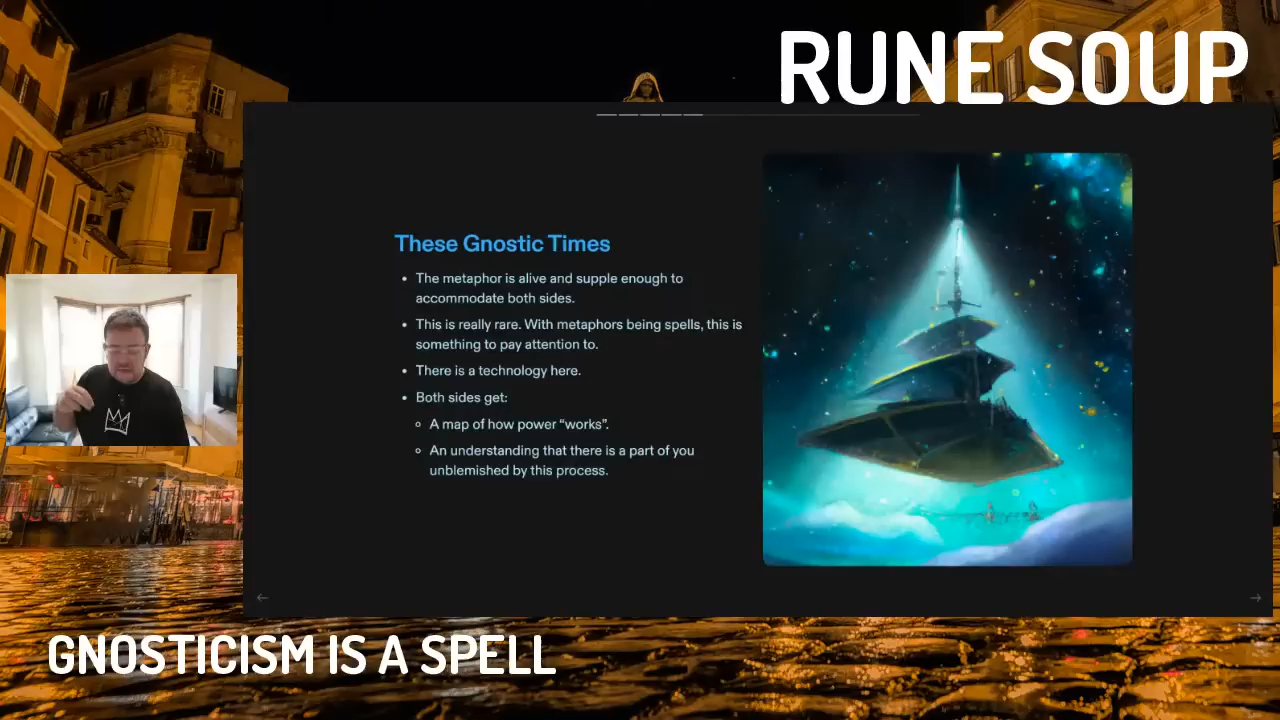 RUNE SOUP
These Gnostic Times
• The metaphor is alive and supple enough to
accommodate both sides.
• This is really rare. With metaphors being spells, this is
something to pay attention to.
• There is a technology here.
• Both sides get:
◦ A map of how power “works”.
◦ An understanding that there is a part of you
unblemished by this process.
GNOSTICISM IS A SPELL